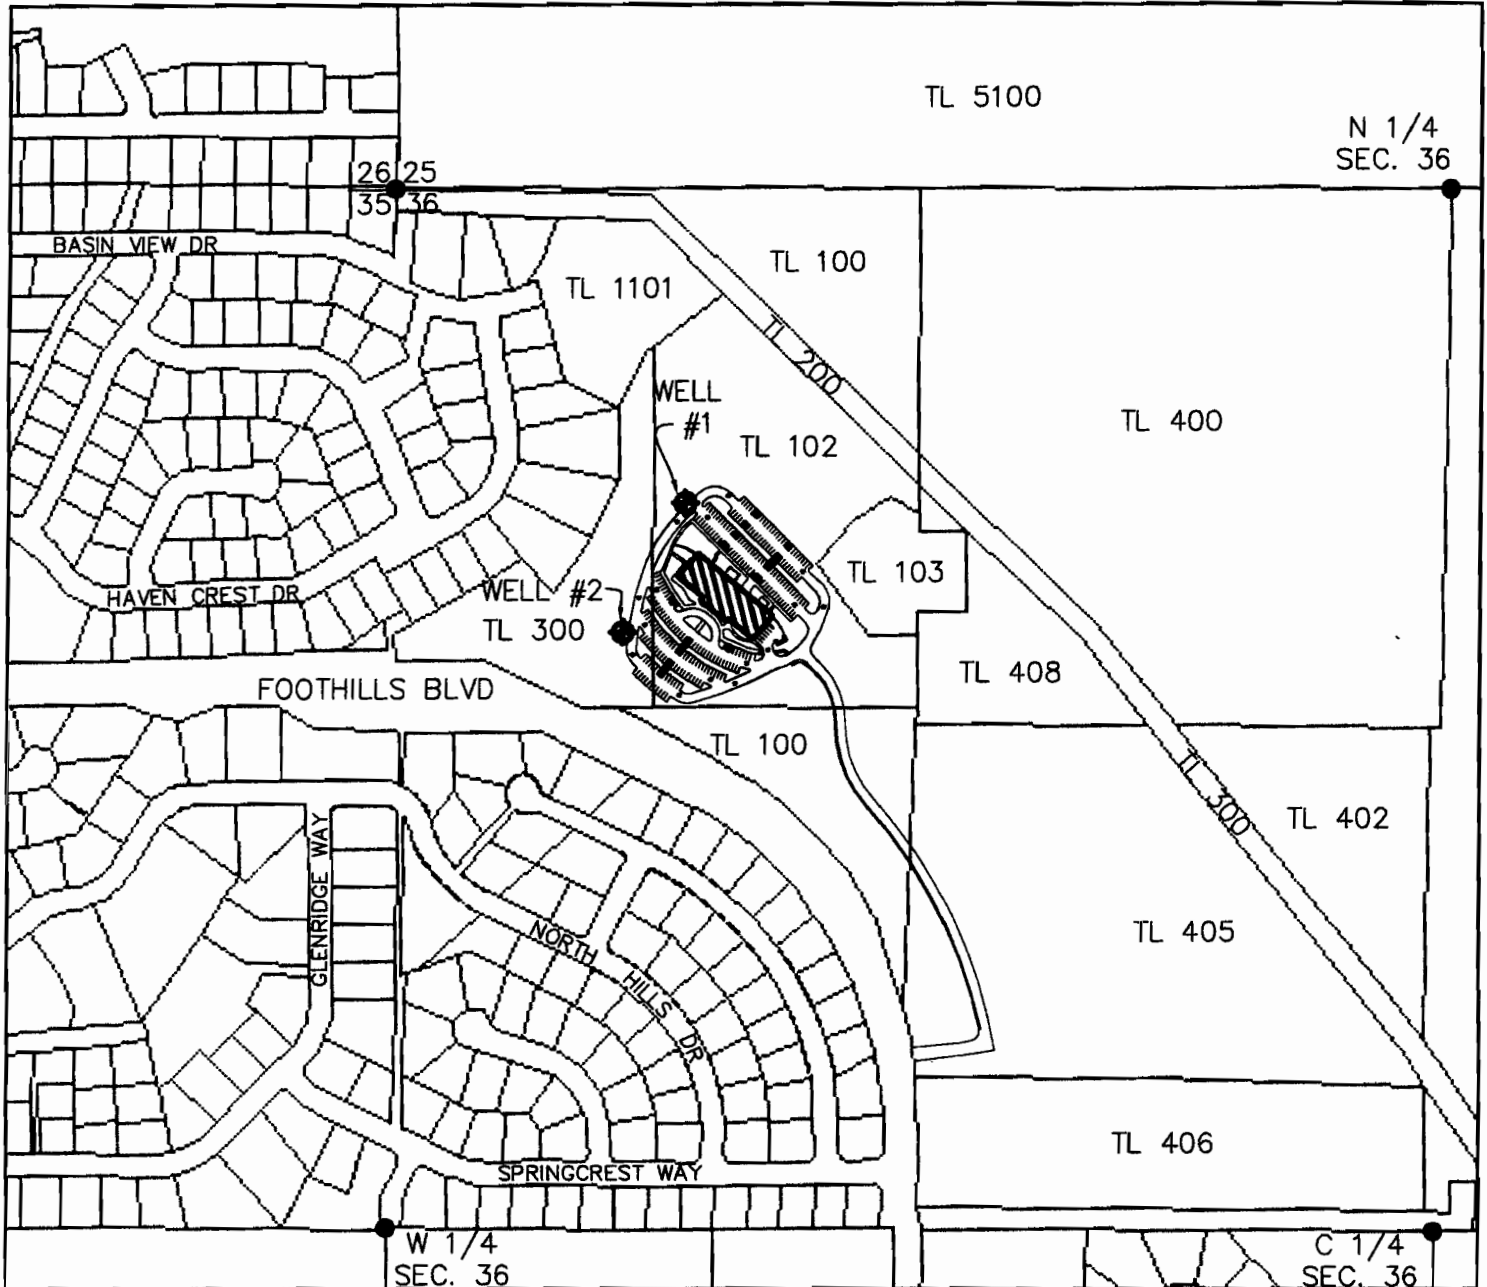 TL 5100
N 1/4
SEC. 36
26 25
35 36
BASIN VIEW DR
TL 1101
TL 100
TL 200
WELL
#1
TL 102
TL 400
HAVEN CREST DR
WELL #2
TL 300
TL 103
TL 408
FOOTHILLS BLVD
TL 100
TL 300
TL 402
GLENRIDGE WAY
NORTH HILLS DR
TL 405
TL 406
SPRINGCREST WAY
W 1/4
SEC. 36
C 1/4
SEC. 36